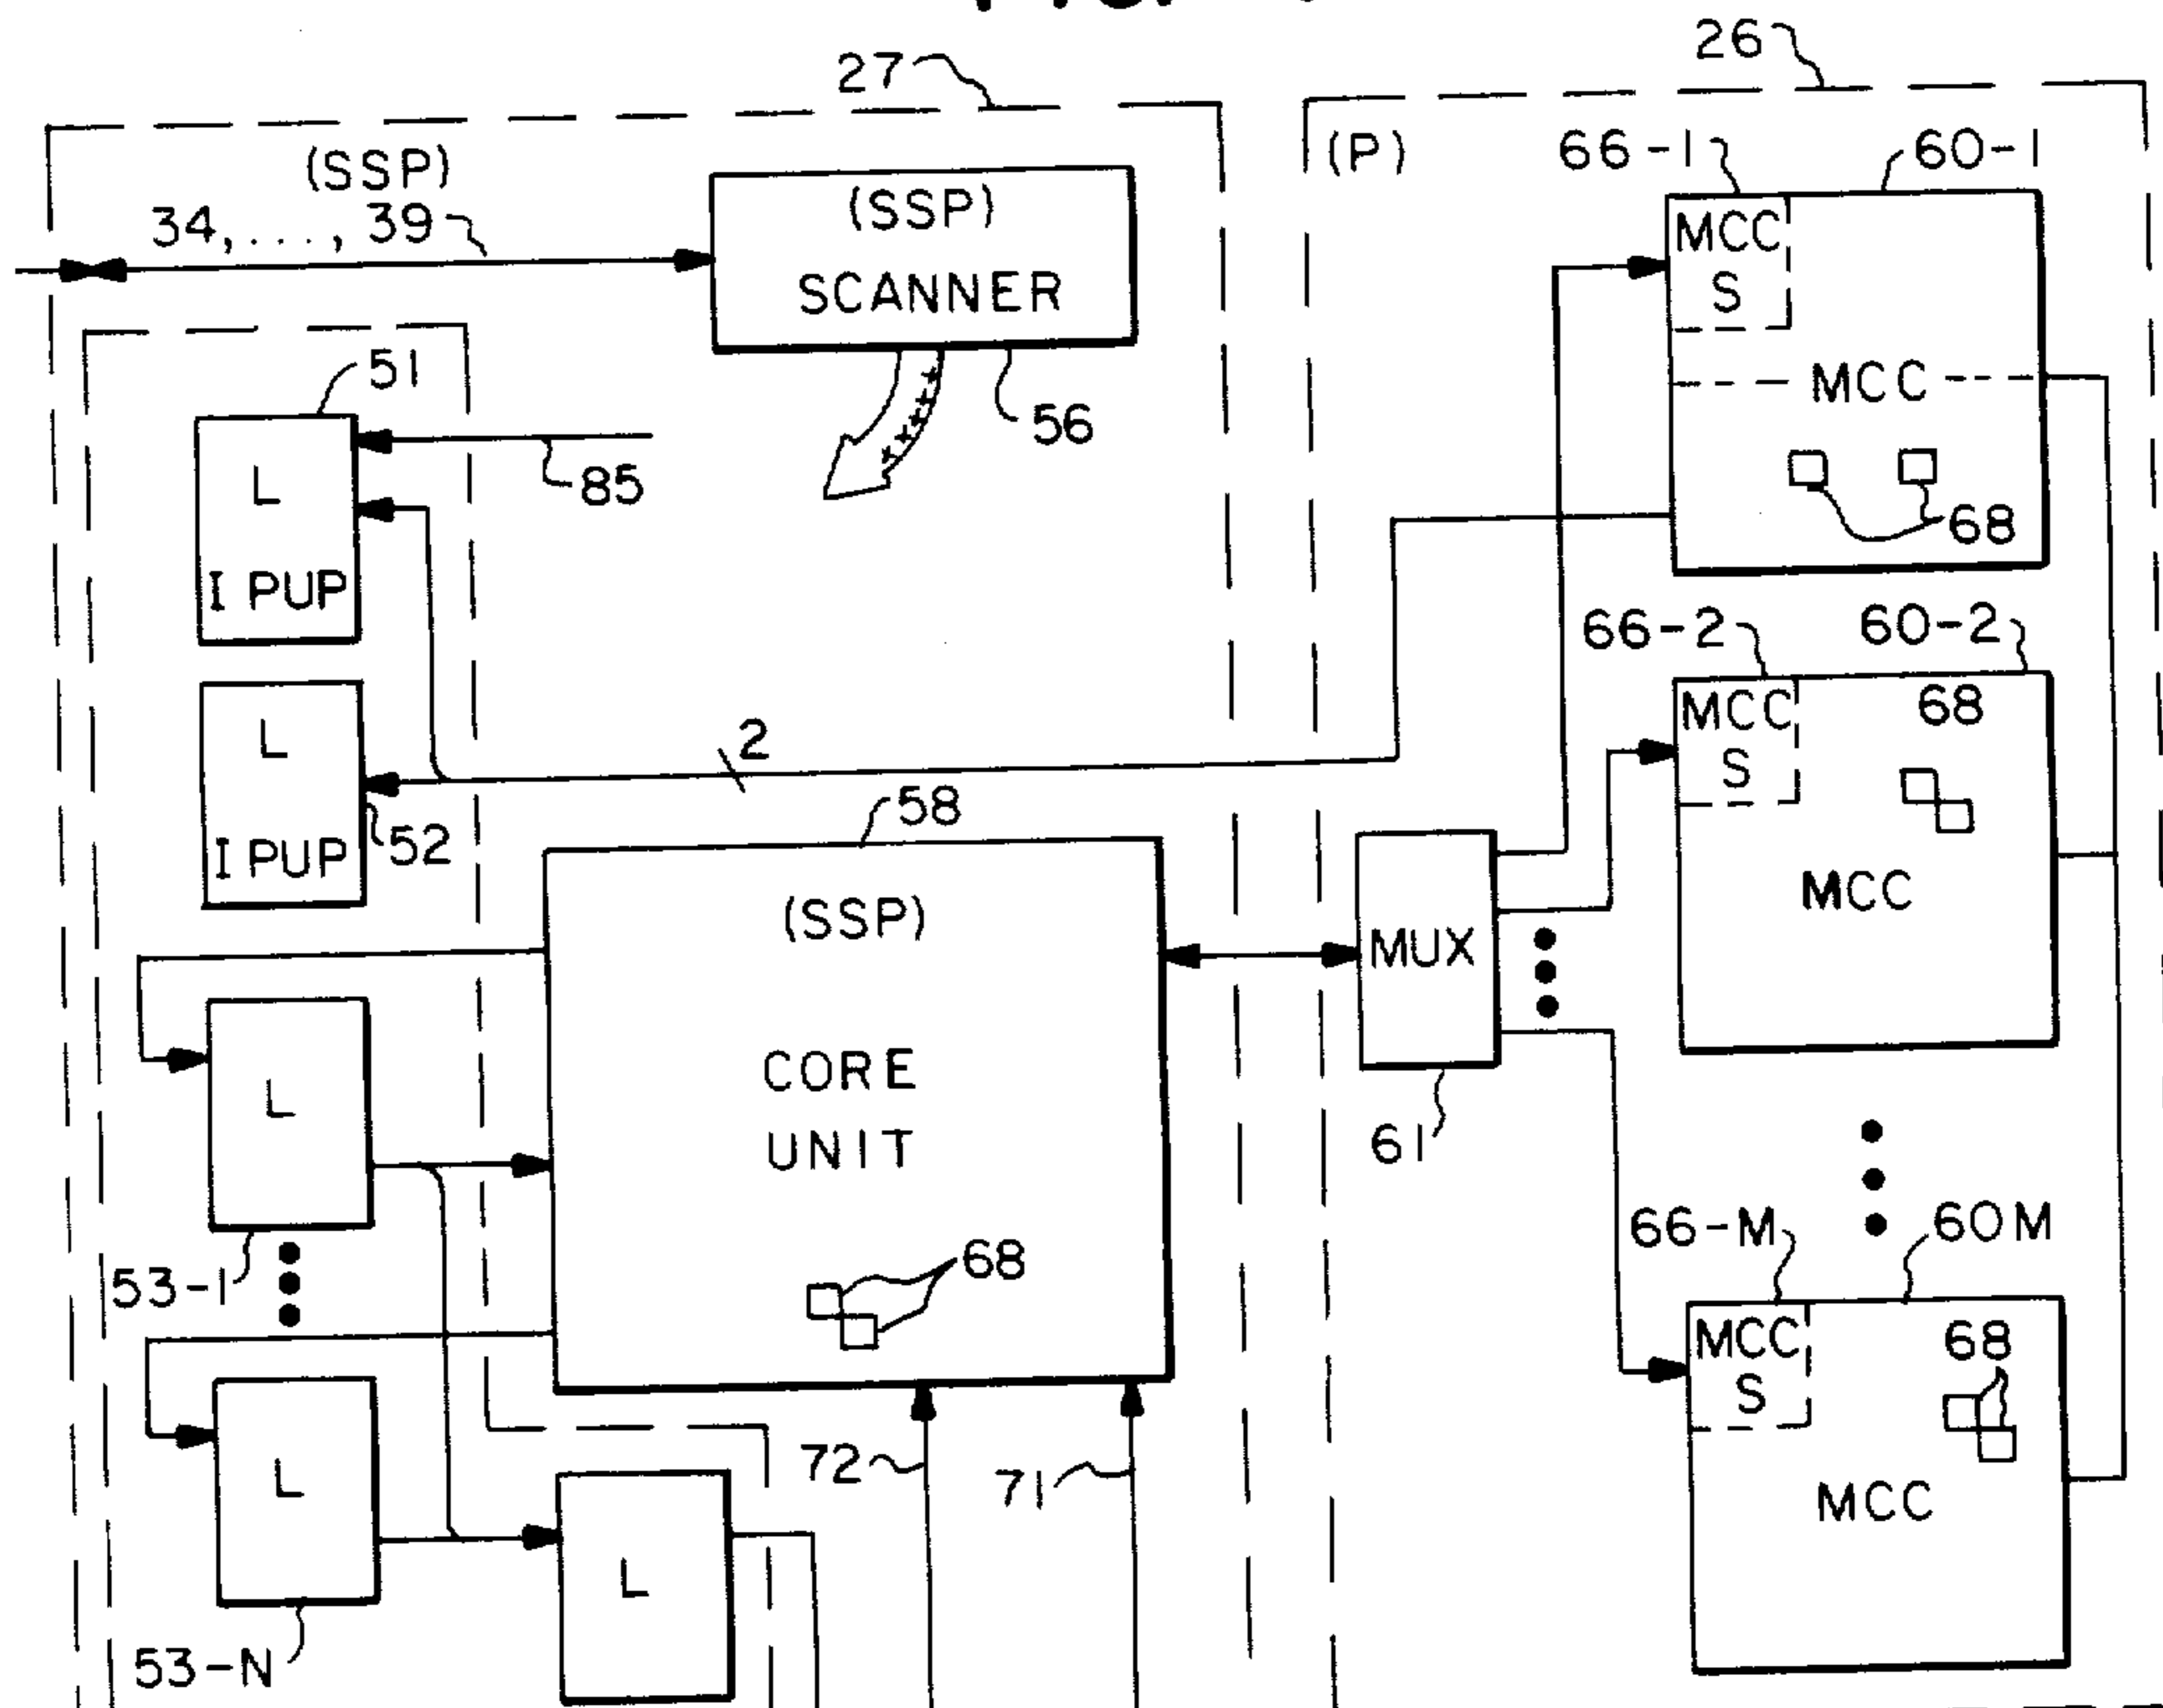 27
26
(SSP)
34, ..., 39
(SSP)
SCANNER
56
51
L
I PUP
85
L
I PUP
52
2
58
(SSP)
CORE
UNIT
68
L
53-1
L
53-N
L
72
71
(P)
66-1
60-1
MCC
S
MCC
68
66-2
60-2
MCC
S
68
MCC
MUX
61
66-M
60M
MCC
S
68
MCC